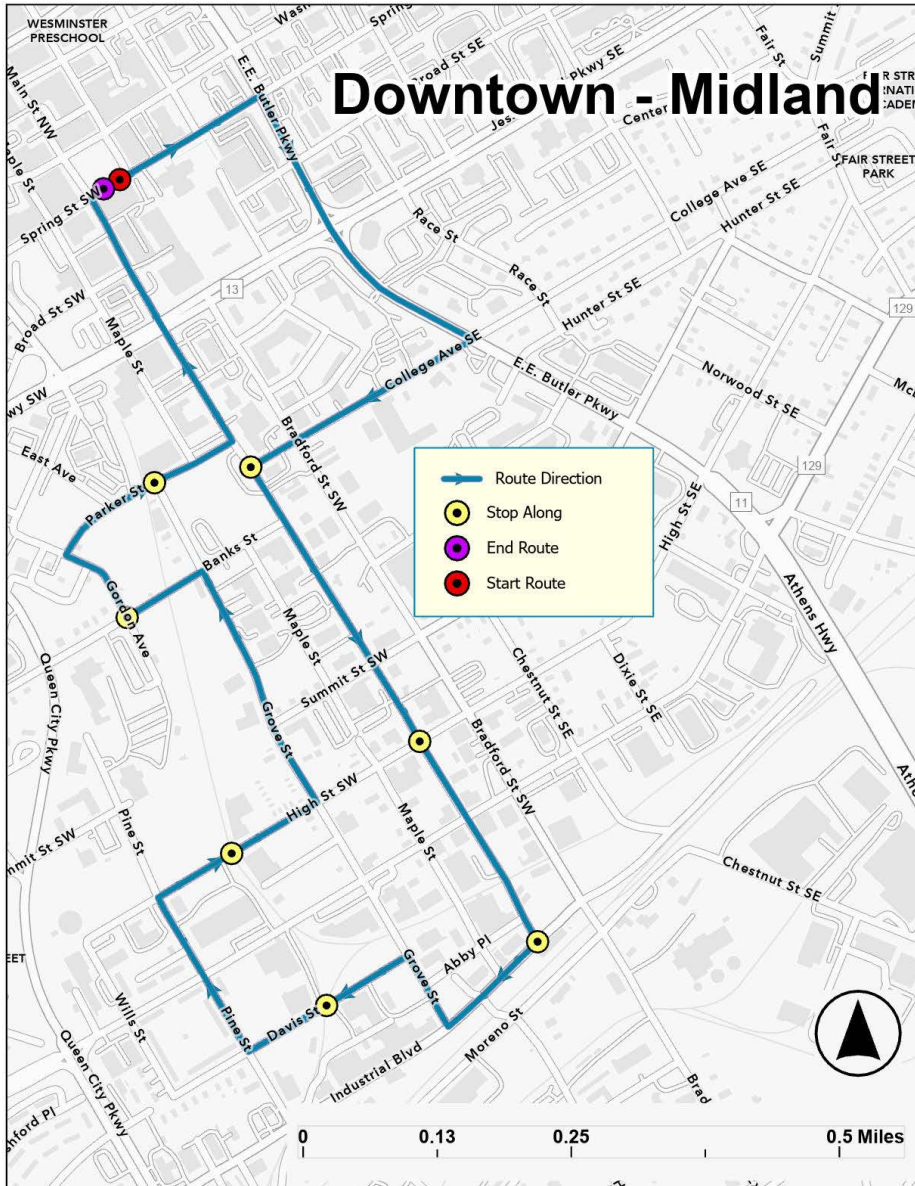 WESMINSTER
PRESCHOOL
Main St NW
Maple St
Spring St SW
E.E. Butler Pkwy
Broad St SE
Downtown - Midland
Center
Fair St
Summit
Fair St
FAIR STREET
PARK
College Ave SE
Hunter St SE
Race St
Race St
Hunter St SE
13
129
Broad St SW
Maple St
College Ave SE
E.E. Butler Pkwy
Norwood St SE
East Ave
Bradford St SW
129
11
High St SE
Parker St
Banks St
Gordon Ave
Route Direction
Stop Along
End Route
Start Route
Athens Hwy
Maple St
Summit St SW
Chestnut St SE
Dixie St SE
Queen City Pkwy
Grove St
Bradford St SW
High St SW
Pine St
Maple St
Chestnut St SE
Abby Pl
Grove St
Wills St
Pine St
Davis St
Moreno St
Industrial Blvd
Queen City Pkwy
0 0.13 0.25 0.5 Miles